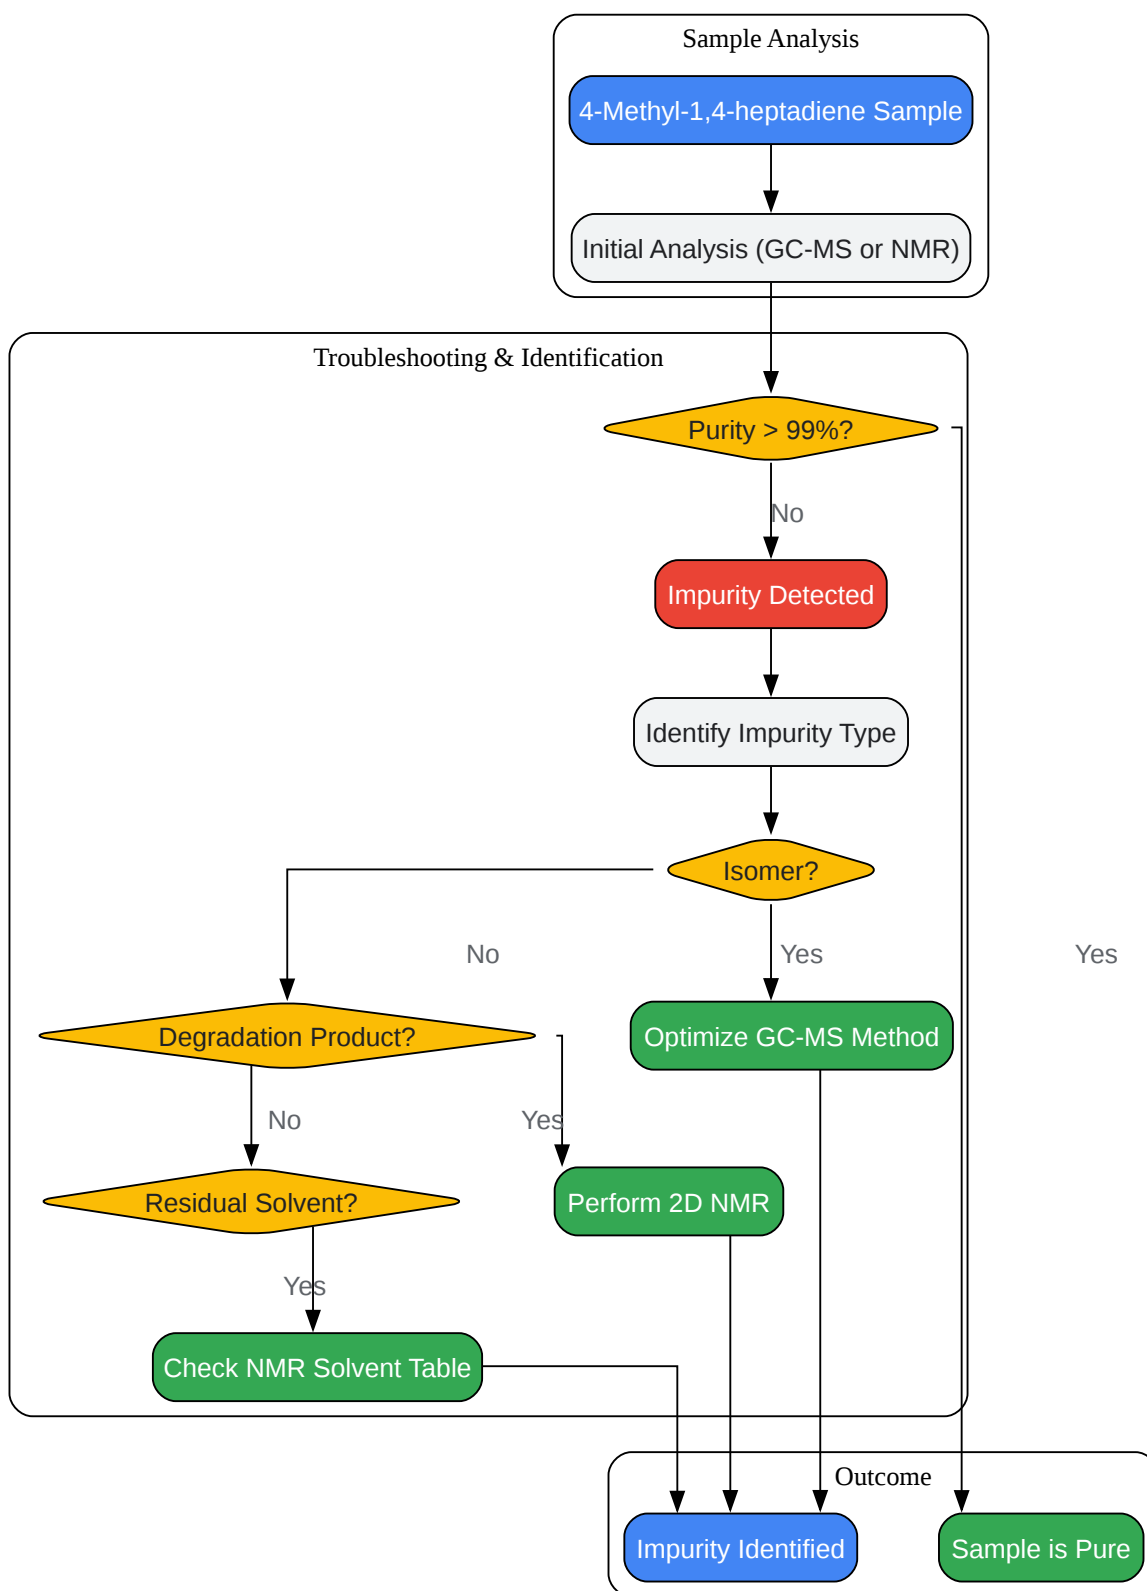 Sample Analysis
4-Methyl-1,4-heptadiene Sample
Initial Analysis (GC-MS or NMR)
Troubleshooting & Identification
Purity > 99%?
No
Impurity Detected
Identify Impurity Type
Isomer?
No
Yes
Yes
Degradation Product?
Optimize GC-MS Method
No
Yes
Residual Solvent?
Perform 2D NMR
Yes
Check NMR Solvent Table
Outcome
Impurity Identified
Sample is Pure